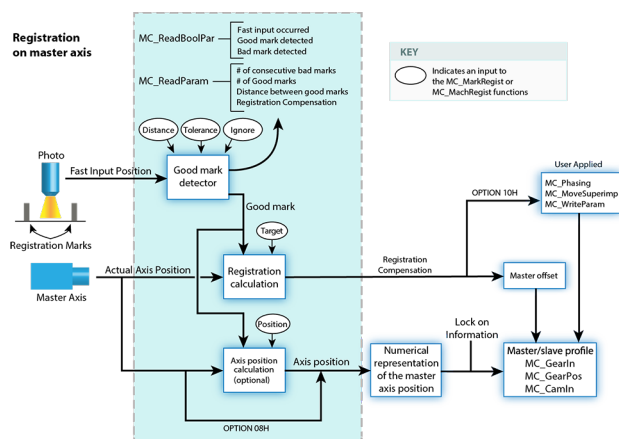 Registration
on master axis
MC_ReadBoolPar
Fast input occurred
Good mark detected
Bad mark detected
MC_ReadParam
# of consecutive bad marks
# of Good marks
Distance between good marks
Registration Compensation
KEY
Indicates an input to
the MC_MarkRegist or
MC_MachRegist functions
Distance
Tolerance
Ignore
Photo
Fast Input Position
Good mark
detector
User Applied
MC_Phasing
MC_MoveSuperimp
MC_WriteParam
OPTION 10H
Good mark
Registration Marks
Target
Actual Axis Position
Registration
calculation
Registration
Compensation
Master offset
Master Axis
Position
Lock on
Information
Axis position
calculation
(optional)
Axis position
Numerical
representation
of the master
axis position
Master/slave profile
MC_GearIn
MC_GearPos
MC_CamIn
OPTION 08H